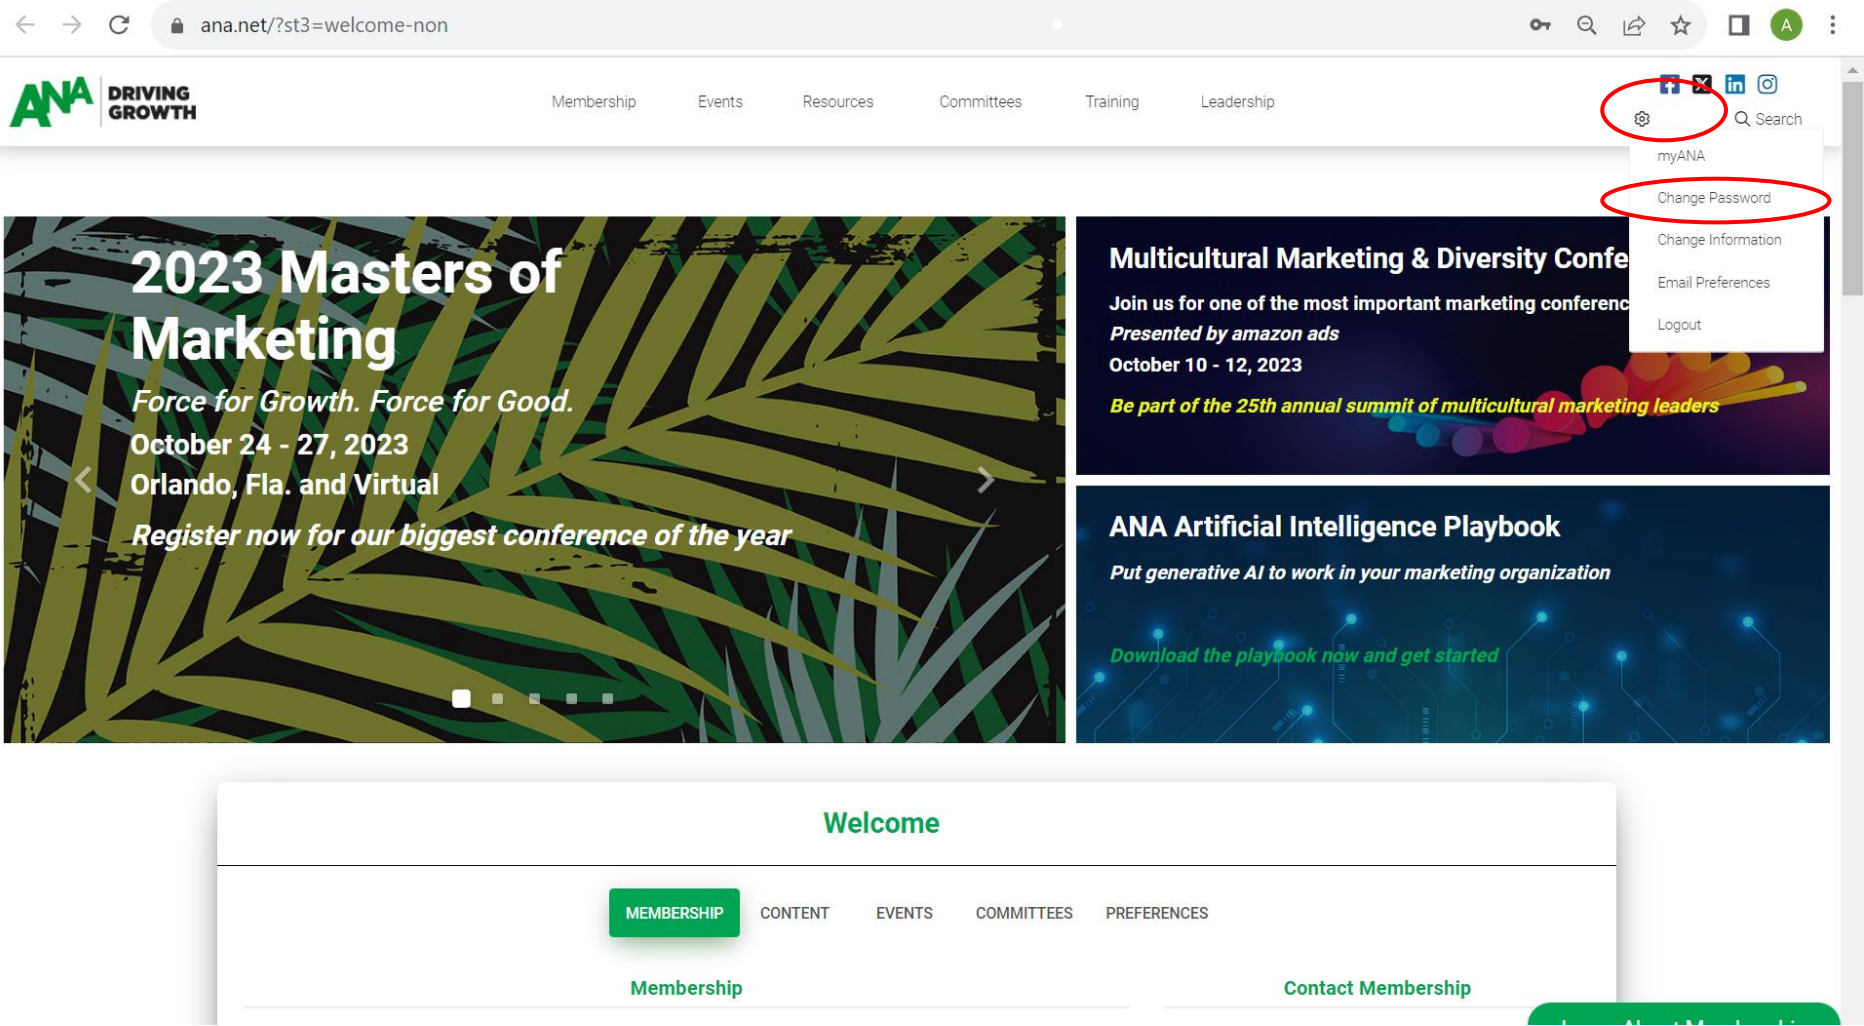 ana.net/?st3=welcome-non
A
ANA DRIVING
GROWTH
Membership Events Resources Committees Training Leadership
Search
myANA
Change Password
Change Information
Email Preferences
Logout
2023 Masters of
Marketing
Force for Growth. Force for Good.
October 24 - 27, 2023
Orlando, Fla. and Virtual
Register now for our biggest conference of the year
Multicultural Marketing & Diversity Confe
Join us for one of the most important marketing conferenc
Presented by amazon ads
October 10 - 12, 2023
Be part of the 25th annual summit of multicultural marketing leaders
ANA Artificial Intelligence Playbook
Put generative AI to work in your marketing organization
Download the playbook now and get started
Welcome
MEMBERSHIP CONTENT EVENTS COMMITTEES PREFERENCES
Membership
Contact Membership